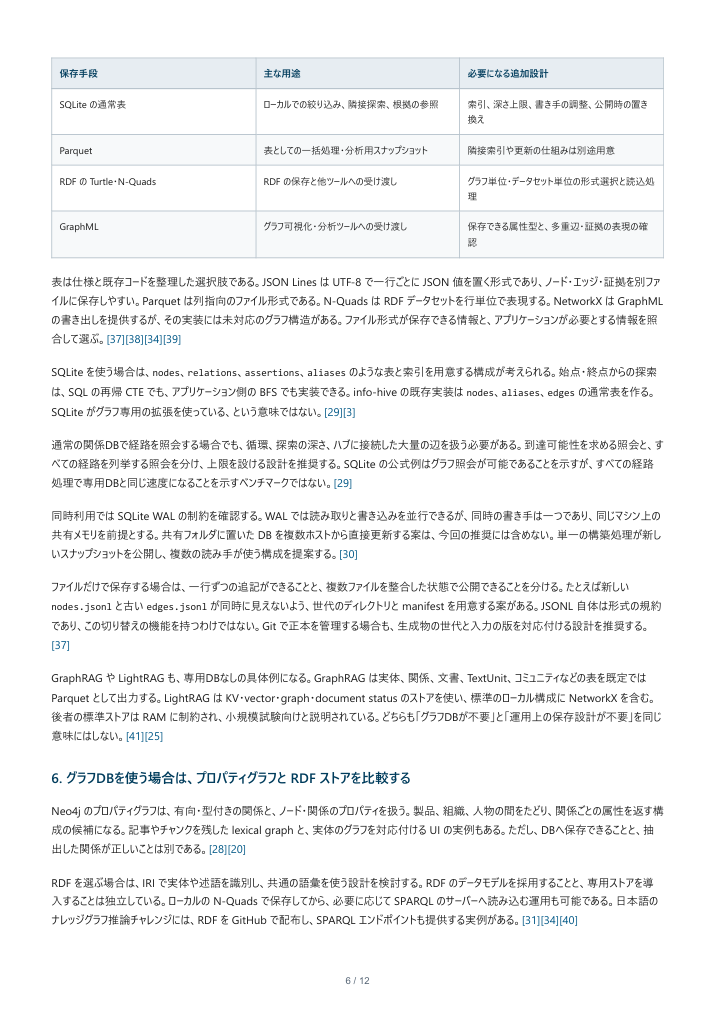 保存手段 主な用途 必要になる追加設計
SQLite の通常表 ローカルでの絞り込み、隣接探索、根拠の参照 索引、深さ上限、書き手の調整、公開時の置き
換え
Parquet 表としての一括処理・分析用スナップショット 隣接索引や更新の仕組みは別途用意
RDF の Turtle・N-Quads RDF の保存と他ツールへの受け渡し グラフ単位・データセット単位の形式選択と読込処
理
GraphML グラフ可視化・分析ツールへの受け渡し 保存できる属性型と、多重辺・証拠の表現の確
認
表は仕様と既存コードを整理した選択肢である。JSON Lines は UTF-8 で一行ごとに JSON 値を置く形式であり、ノード・エッジ・証拠を別ファ
イルに保存しやすい。Parquet は列指向のファイル形式である。N-Quads は RDF データセットを行単位で表現する。NetworkX は GraphML
の書き出しを提供するが、その実装には未対応のグラフ構造がある。ファイル形式が保存できる情報と、アプリケーションが必要とする情報を照
合して選ぶ。[37][38][34][39]
SQLite を使う場合は、nodes、relations、assertions、aliases のような表と索引を用意する構成が考えられる。始点・終点からの探索
は、SQL の再帰 CTE でも、アプリケーション側の BFS でも実装できる。info-hive の既存実装は nodes、aliases、edges の通常表を作る。
SQLite がグラフ専用の拡張を使っている、という意味ではない。[29][3]
通常の関係DBで経路を照会する場合でも、循環、探索の深さ、ハブに接続した大量の辺を扱う必要がある。到達可能性を求める照会と、す
べての経路を列挙する照会を分け、上限を設ける設計を推奨する。SQLite の公式例はグラフ照会が可能であることを示すが、すべての経路
処理で専用DBと同じ速度になることを示すベンチマークではない。[29]
同時利用では SQLite WAL の制約を確認する。WAL では読み取りと書き込みを並行できるが、同時の書き手は一つであり、同じマシン上の
共有メモリを前提とする。共有フォルダに置いた DB を複数ホストから直接更新する案は、今回の推奨には含めない。単一の構築処理が新し
いスナップショットを公開し、複数の読み手が使う構成を提案する。[30]
ファイルだけで保存する場合は、一行ずつの追記ができることと、複数ファイルを整合した状態で公開できることを分ける。たとえば新しい
nodes.jsonl と古い edges.jsonl が同時に見えないよう、世代のディレクトリと manifest を用意する案がある。JSONL 自体は形式の規約
であり、この切り替えの機能を持つわけではない。Git で正本を管理する場合も、生成物の世代と入力の版を対応付ける設計を推奨する。
[37]
GraphRAG や LightRAG も、専用DBなしの具体例になる。GraphRAG は実体、関係、文書、TextUnit、コミュニティなどの表を既定では
Parquet として出力する。LightRAG は KV・vector・graph・document status のストアを使い、標準のローカル構成に NetworkX を含む。
後者の標準ストアは RAM に制約され、小規模試験向けと説明されている。どちらも「グラフDBが不要」と「運用上の保存設計が不要」を同じ
意味にはしない。[41][25]
6. グラフDBを使う場合は、プロパティグラフと RDF ストアを比較する
Neo4j のプロパティグラフは、有向・型付きの関係と、ノード・関係のプロパティを扱う。製品、組織、人物の間をたどり、関係ごとの属性を返す構
成の候補になる。記事やチャンクを残した lexical graph と、実体のグラフを対応付ける UI の実例もある。ただし、DBへ保存できることと、抽
出した関係が正しいことは別である。[28][20]
RDF を選ぶ場合は、IRI で実体や述語を識別し、共通の語彙を使う設計を検討する。RDF のデータモデルを採用することと、専用ストアを導
入することは独立している。ローカルの N-Quads で保存してから、必要に応じて SPARQL のサーバーへ読み込む運用も可能である。日本語の
ナレッジグラフ推論チャレンジには、RDF を GitHub で配布し、SPARQL エンドポイントも提供する実例がある。[31][34][40]
6 / 12